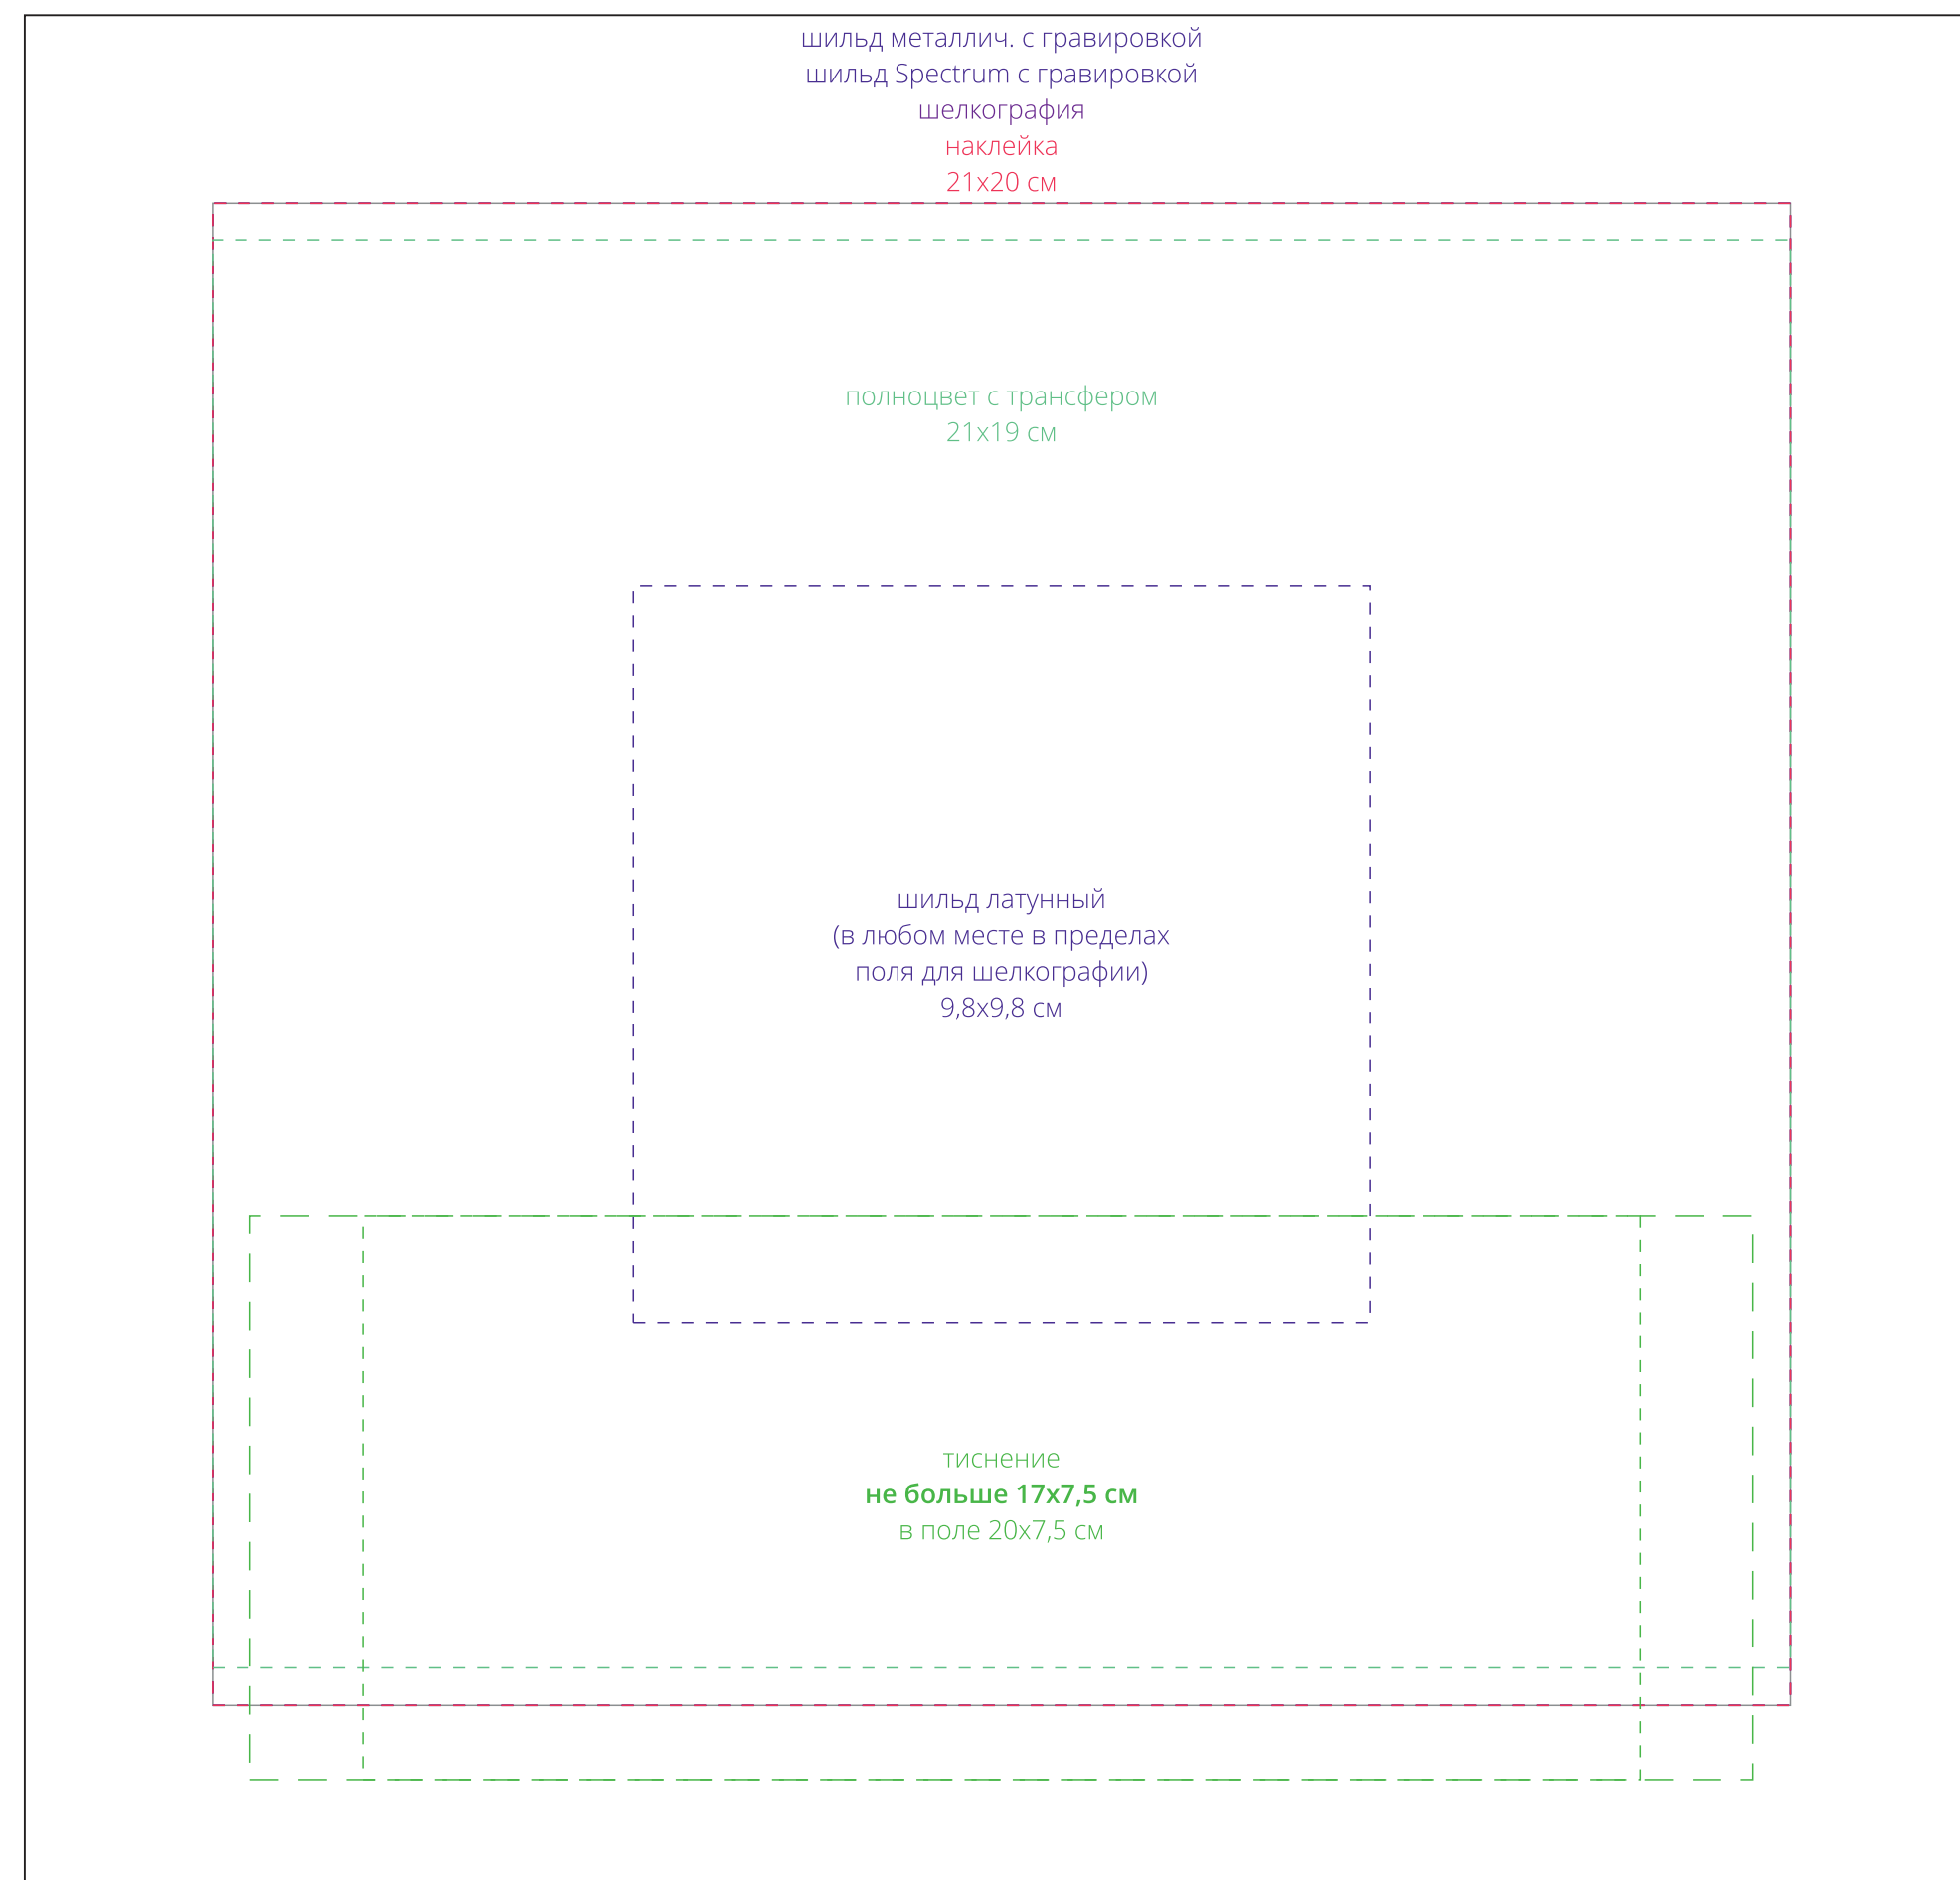 шильд металлич. с гравировкой
шильд Spectrum с гравировкой
шелкография
наклейка
21х20 см
полноцвет с трансфером
21х19 см
шильд латунный
(в любом месте в пределах
поля для шелкографии)
9,8х9,8 см
тиснение
не больше 17х7,5 см
в поле 20х7,5 см